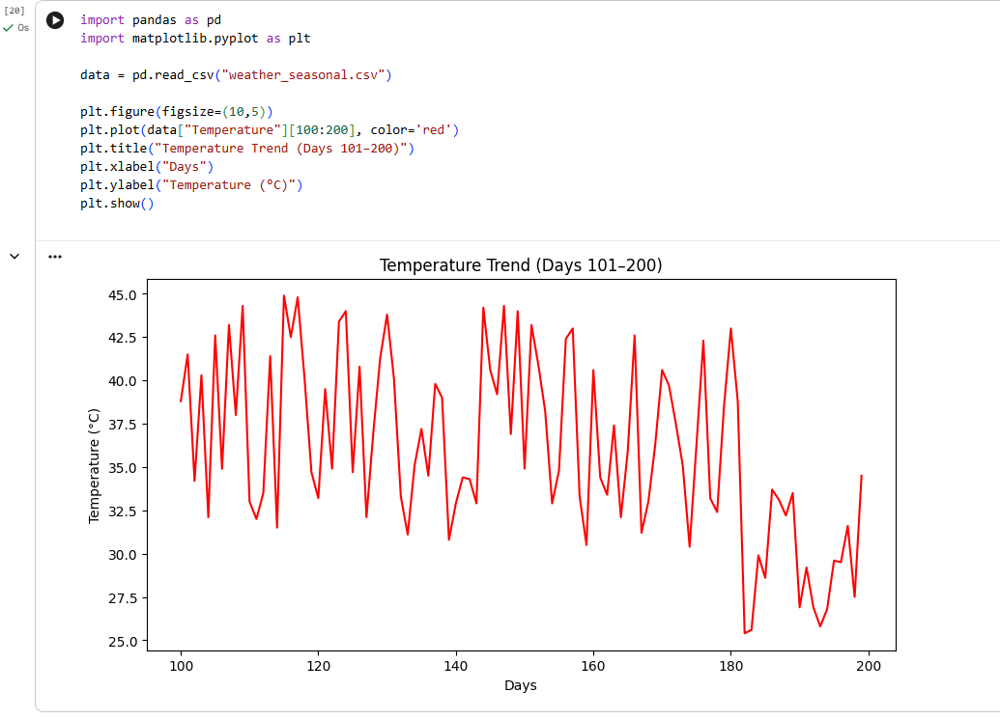 [20]
0s
import pandas as pd
import matplotlib.pyplot as plt
data = pd.read_csv("weather_seasonal.csv")
plt.figure(figsize=(10,5))
plt.plot(data["Temperature"][100:200], color='red')
plt.title("Temperature Trend (Days 101–200)")
plt.xlabel("Days")
plt.ylabel("Temperature (°C)")
plt.show()
Temperature Trend (Days 101–200)
45.0
42.5
40.0
37.5
35.0
32.5
30.0
27.5
25.0
Temperature (°C)
100 120 140 160 180 200
Days